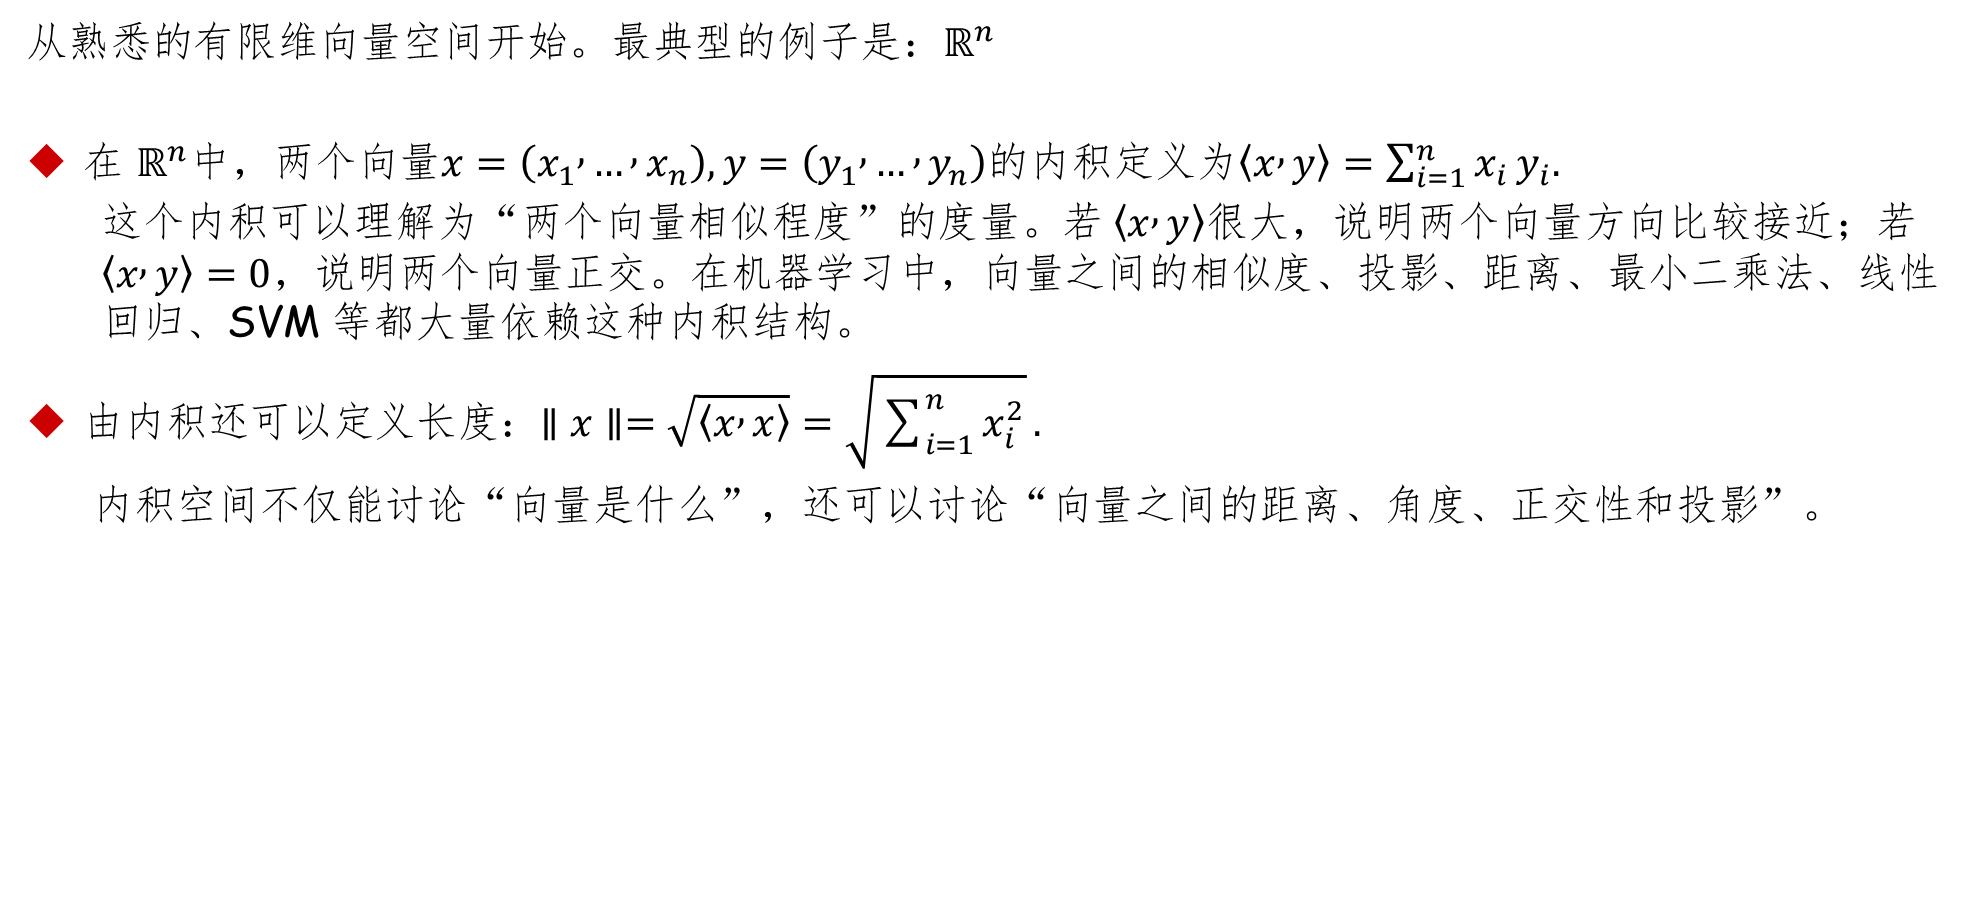 从熟悉的有限维向量空间开始。最典型的例子是：ℝⁿ
◆ 在 ℝⁿ中，两个向量x = (x₁, … , xₙ), y = (y₁, … , yₙ)的内积定义为⟨x, y⟩ = ∑ⁿᵢ₌₁ xᵢ yᵢ.
这个内积可以理解为“两个向量相似程度”的度量。若 ⟨x, y⟩很大，说明两个向量方向比较接近；若
⟨x, y⟩ = 0，说明两个向量正交。在机器学习中，向量之间的相似度、投影、距离、最小二乘法、线性
回归、SVM 等都大量依赖这种内积结构。
◆ 由内积还可以定义长度：∥ x ∥= √⟨x, x⟩ = √(∑ⁿᵢ₌₁ xᵢ²) .
内积空间不仅能讨论“向量是什么”，还可以讨论“向量之间的距离、角度、正交性和投影”。